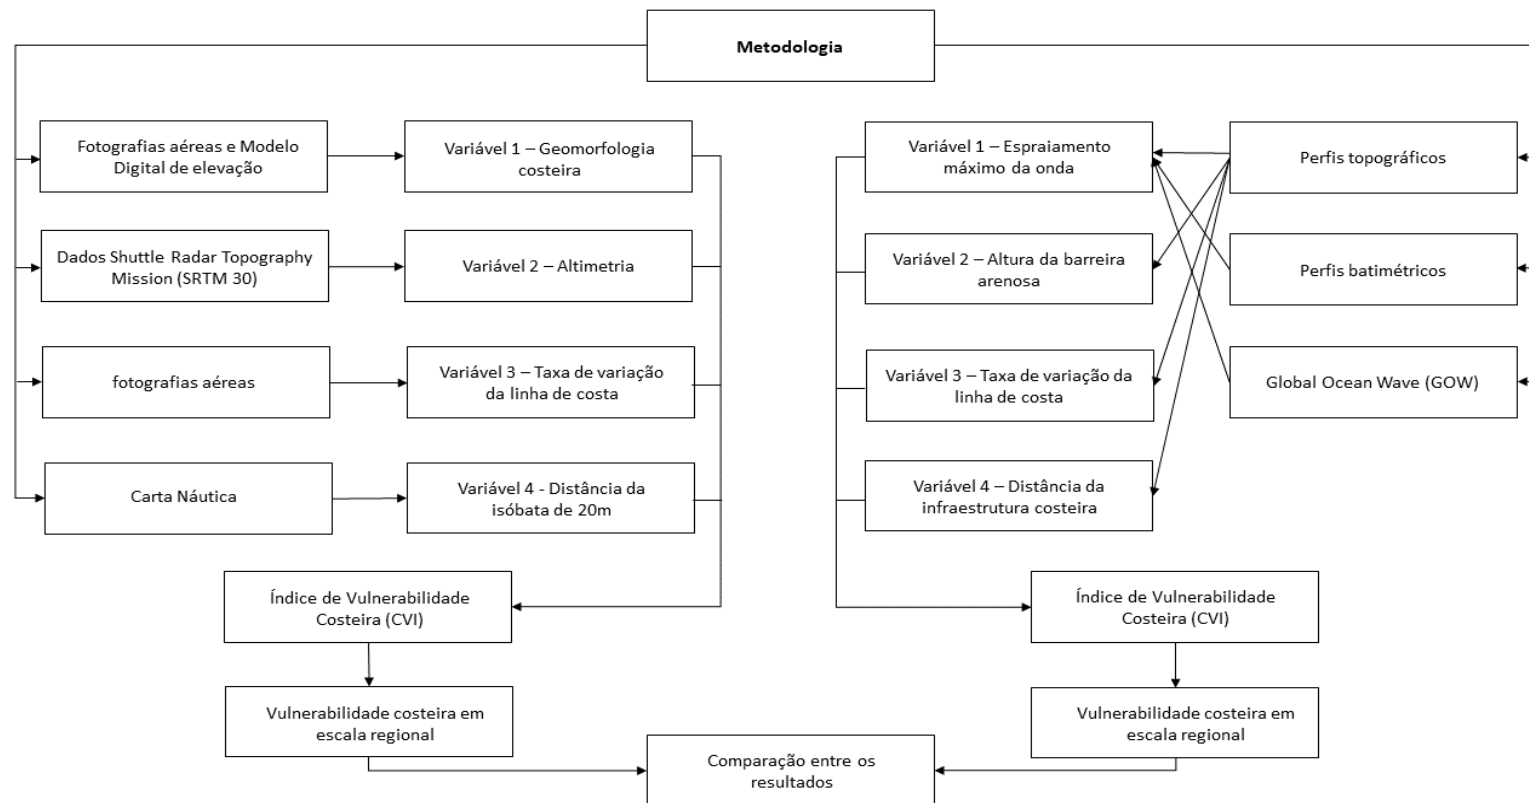 Metodologia
Fotografias aéreas e Modelo
Digital de elevação
Variável 1 – Geomorfologia
costeira
Dados Shuttle Radar Topography
Mission (SRTM 30)
Variável 2 – Altimetria
fotografias aéreas
Variável 3 – Taxa de variação
da linha de costa
Carta Náutica
Variável 4 - Distância da
isóbata de 20m
Índice de Vulnerabilidade
Costeira (CVI)
Vulnerabilidade costeira em
escala regional
Variável 1 – Espraiamento
máximo da onda
Perfis topográficos
Variável 2 – Altura da barreira
arenosa
Perfis batimétricos
Variável 3 – Taxa de variação da
linha de costa
Global Ocean Wave (GOW)
Variável 4 – Distância da
infraestrutura costeira
Índice de Vulnerabilidade
Costeira (CVI)
Vulnerabilidade costeira em
escala regional
Comparação entre os
resultados